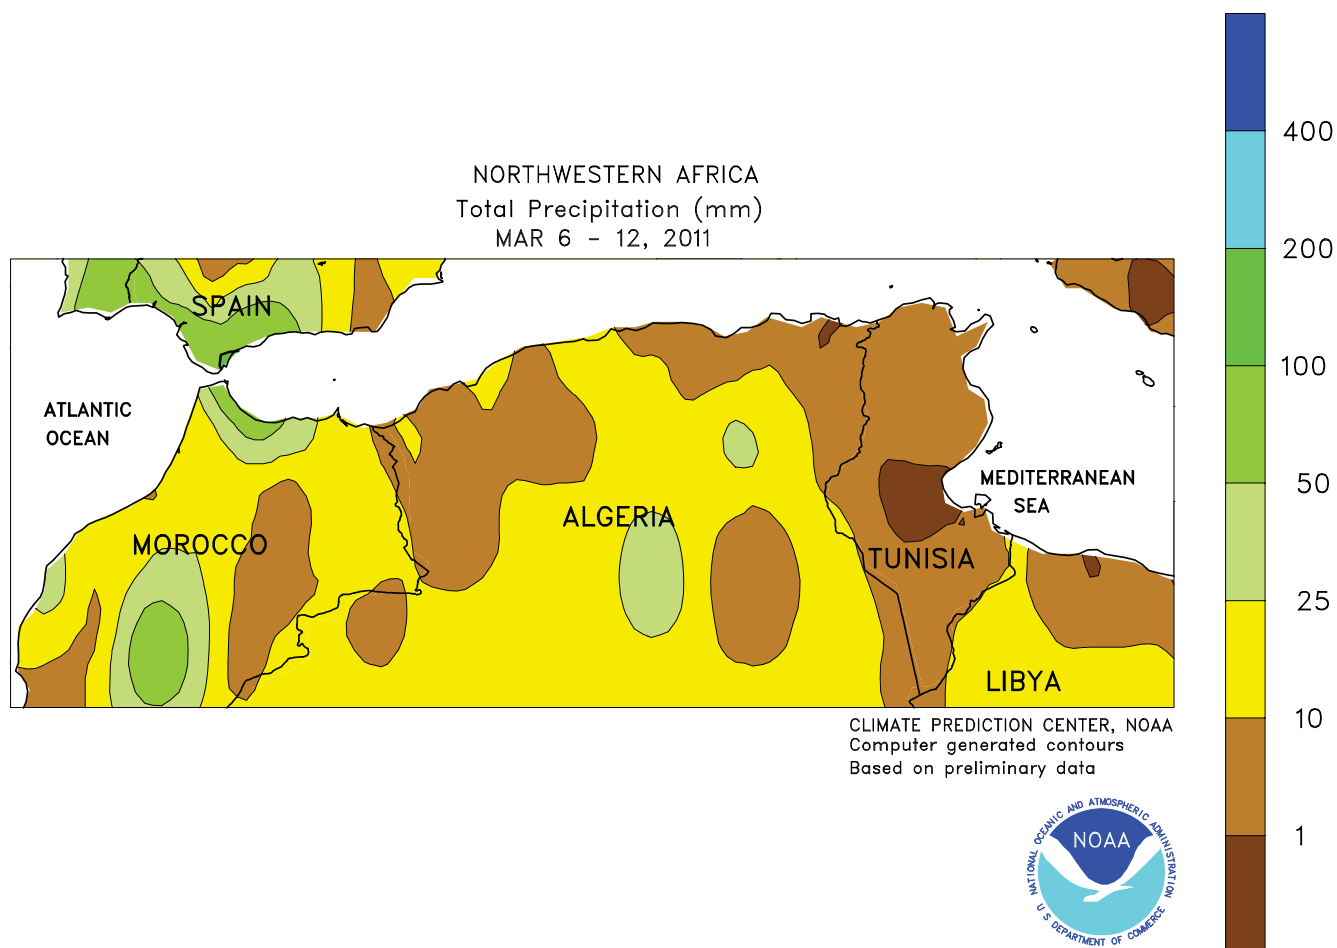 NORTHWESTERN AFRICA
Total Precipitation (mm)
MAR 6 - 12, 2011
SPAIN
ATLANTIC
OCEAN
MEDITERRANEAN
SEA
MOROCCO
ALGERIA
TUNISIA
LIBYA
400
200
100
50
25
10
1
CLIMATE PREDICTION CENTER, NOAA
Computer generated contours
Based on preliminary data
NATIONAL OCEANIC AND ATMOSPHERIC ADMINISTRATION
NOAA
U S DEPARTMENT OF COMMERCE